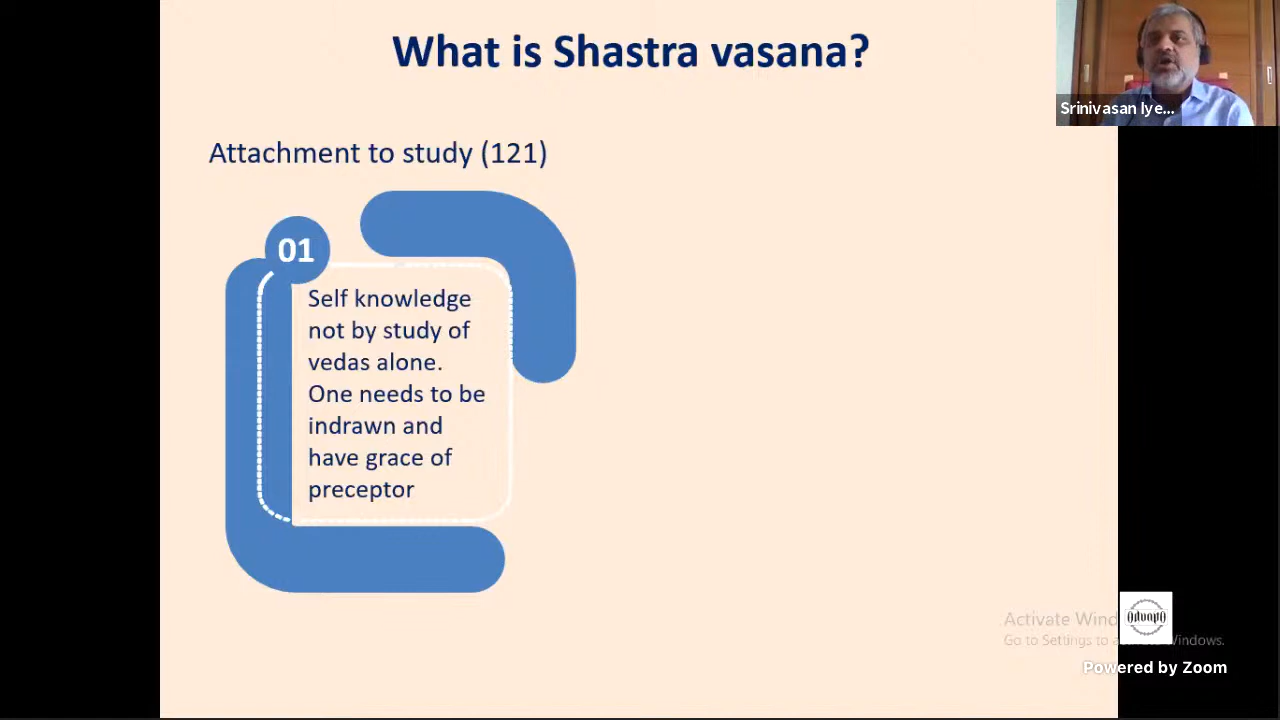 What is Shastra vasana?
Srinivasan Iye...
Attachment to study (121)
01
Self knowledge
not by study of
vedas alone.
One needs to be
indrawn and
have grace of
preceptor
Activate Wind
Go to Settings to a Windows.
Powered by Zoom